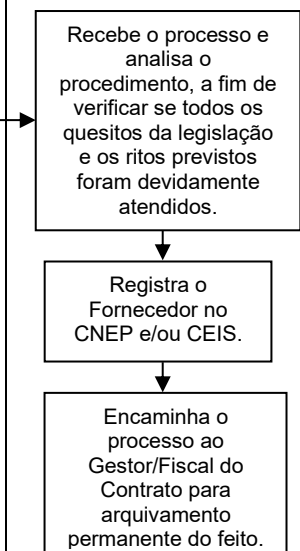 Recebe o processo e
analisa o
procedimento, a fim de
verificar se todos os
quesitos da legislação
e os ritos previstos
foram devidamente
atendidos.
Registra o
Fornecedor no
CNEP e/ou CEIS.
Encaminha o
processo ao
Gestor/Fiscal do
Contrato para
arquivamento
permanente do feito.